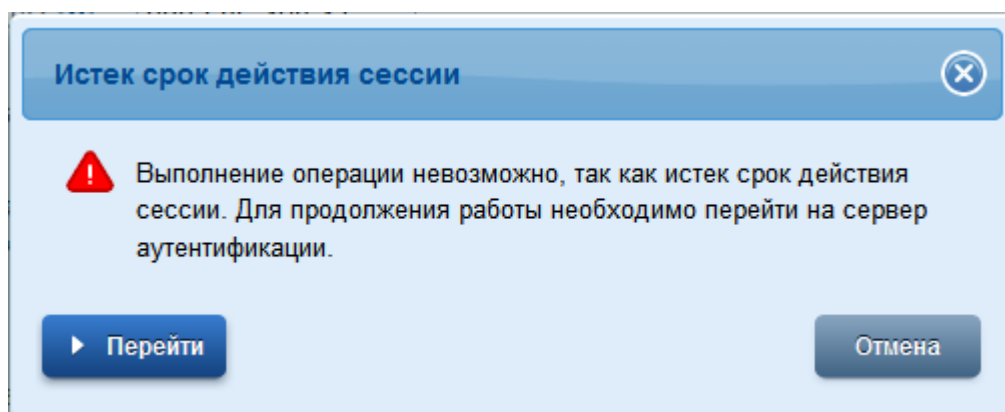 Истек срок действия сессии
Выполнение операции невозможно, так как истек срок действия
сессии. Для продолжения работы необходимо перейти на сервер
аутентификации.
Перейти
Отмена